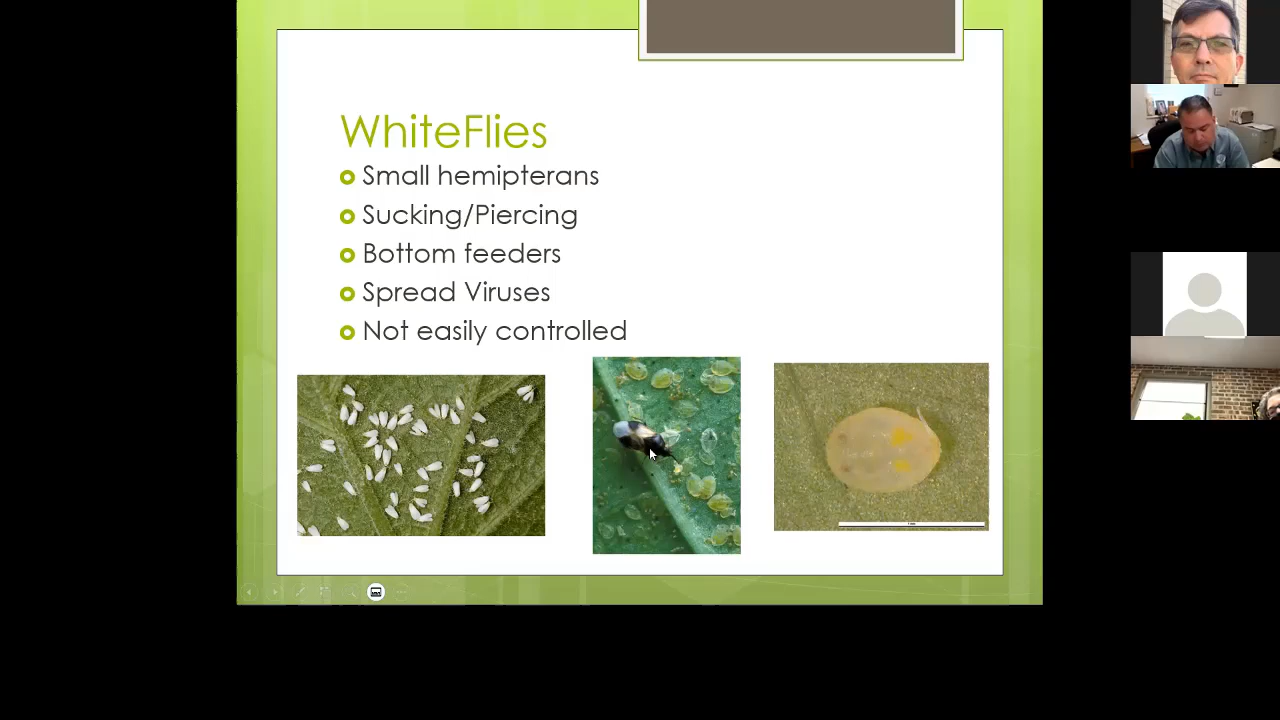 WhiteFlies
Small hemipterans
Sucking/Piercing
Bottom feeders
Spread Viruses
Not easily controlled